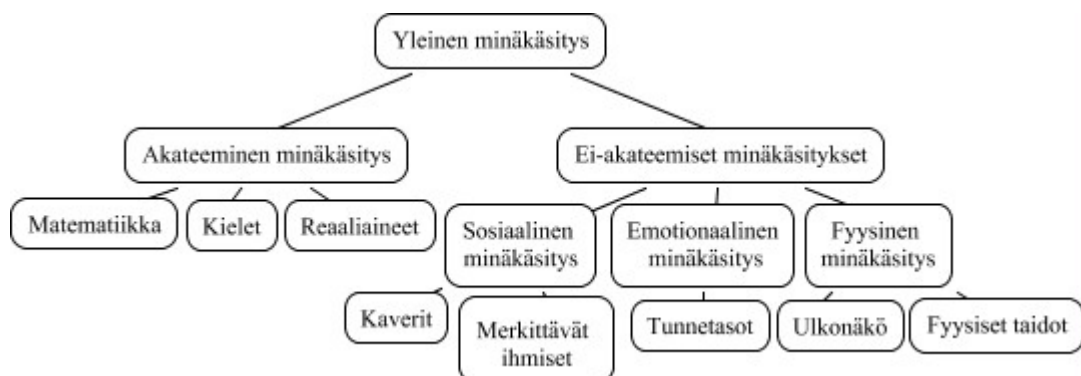 Yleinen minäkäsitys
Akateeminen minäkäsitys
Ei-akateemiset minäkäsitykset
Matematiikka
Kielet
Reaaliaineet
Sosiaalinen
minäkäsitys
Emotionaalinen
minäkäsitys
Fyysinen
minäkäsitys
Kaverit
Merkittävät
ihmiset
Tunnetasot
Ulkonäkö
Fyysiset taidot